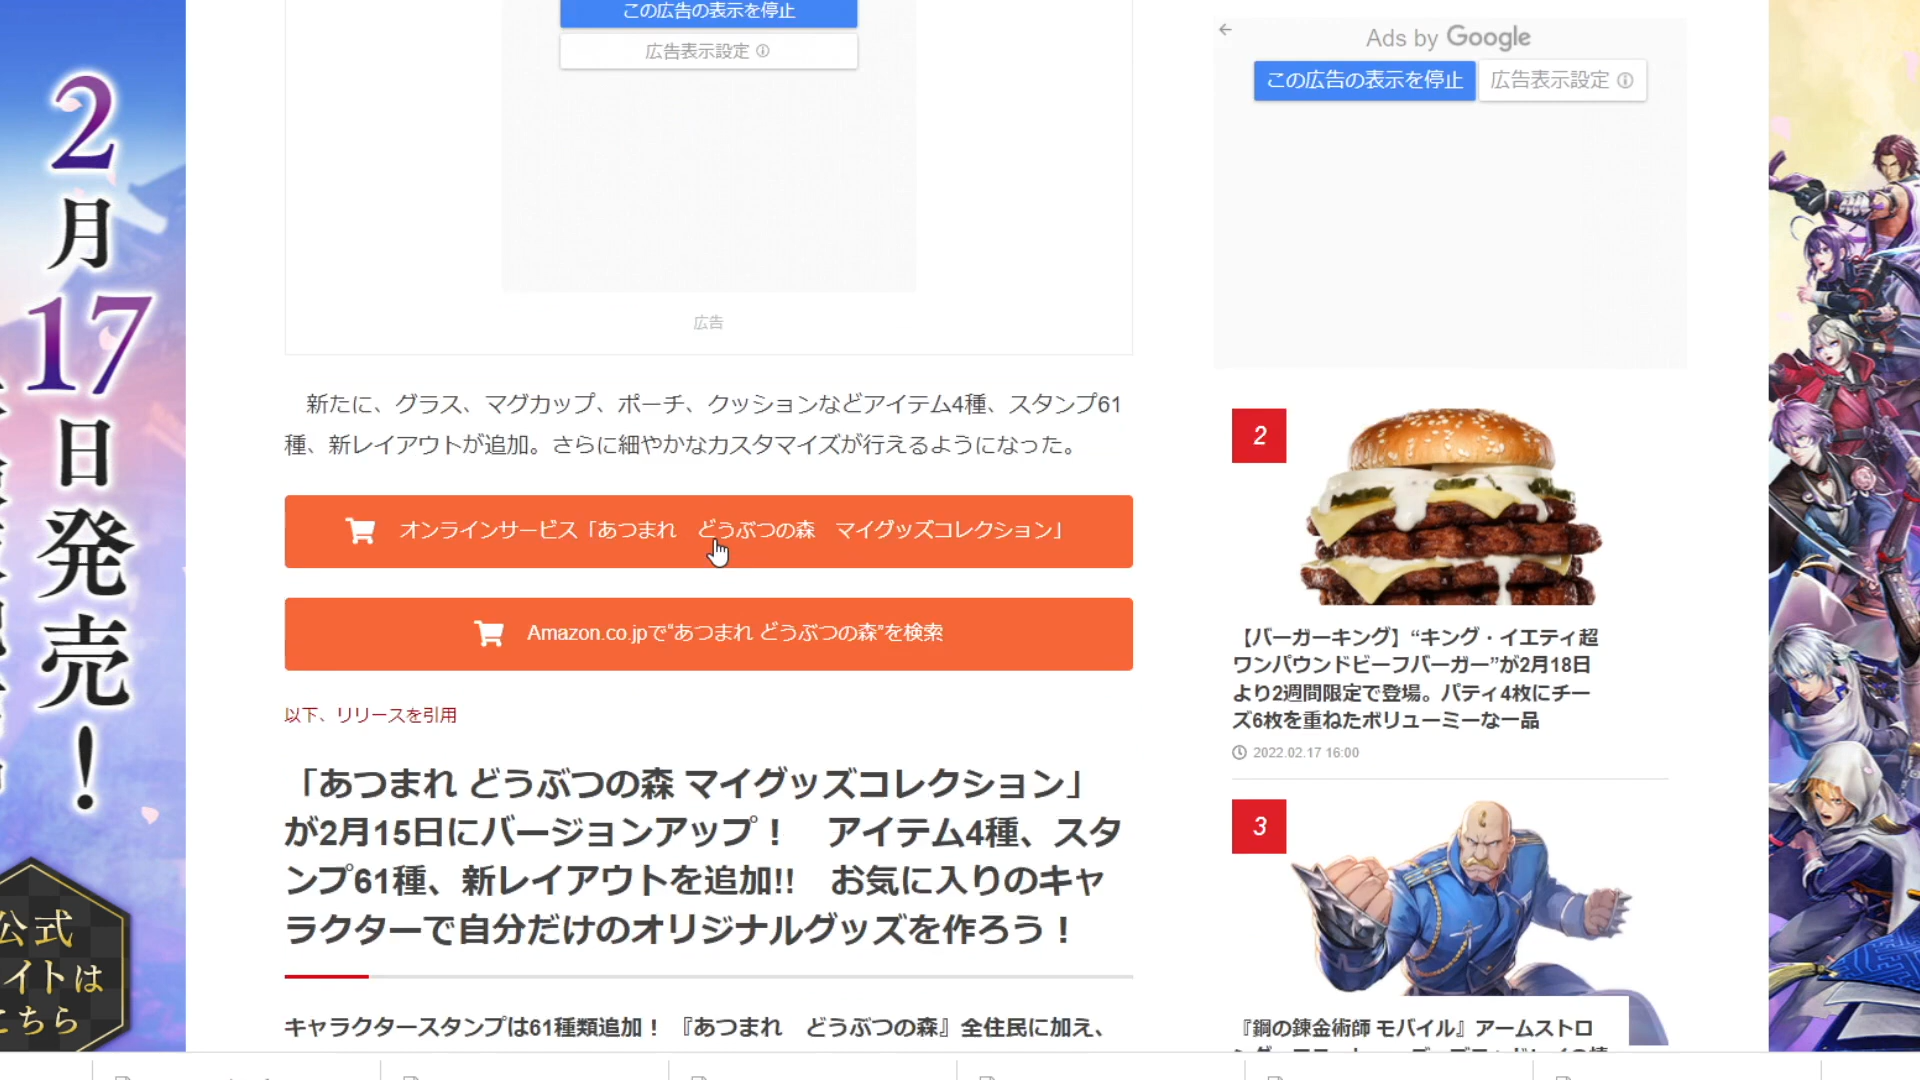 2月17日発売！
公式
イトは
こちら
この広告の表示を停止
広告表示設定
広告
新たに、グラス、マグカップ、ポーチ、クッションなどアイテム4種、スタンプ61
種、新レイアウトが追加。さらに細やかなカスタマイズが行えるようになった。
オンラインサービス「あつまれ　どうぶつの森　マイグッズコレクション」
Amazon.co.jpで"あつまれ どうぶつの森"を検索
以下、リリースを引用
「あつまれ どうぶつの森 マイグッズコレクション」
が2月15日にバージョンアップ！　アイテム4種、スタ
ンプ61種、新レイアウトを追加!!　お気に入りのキャ
ラクターで自分だけのオリジナルグッズを作ろう！
キャラクタースタンプは61種類追加！『あつまれ　どうぶつの森』全住民に加え、
Ads by Google
この広告の表示を停止 広告表示設定
2
【バーガーキング】“キング・イエティ超
ワンパウンドビーフバーガー”が2月18日
より2週間限定で登場。パティ4枚にチー
ズ6枚を重ねたボリューミーな一品
2022.02.17 16:00
3
『鋼の錬金術師 モバイル』アームストロ